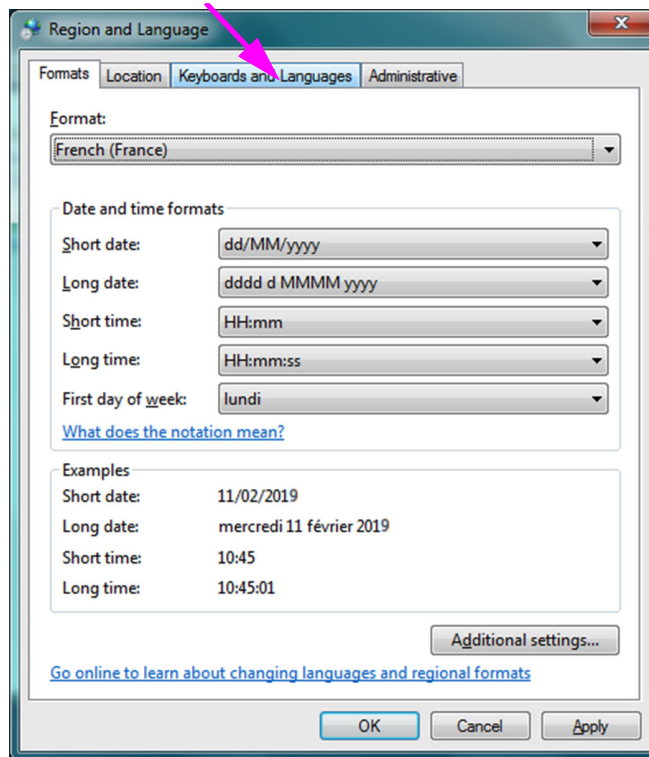 Region and Language
Formats Location Keyboards and Languages Administrative
Format:
French (France)
Date and time formats
Short date: dd/MM/yyyy
Long date: dddd d MMMM yyyy
Short time: HH:mm
Long time: HH:mm:ss
First day of week: lundi
What does the notation mean?
Examples
Short date: 11/02/2019
Long date: mercredi 11 février 2019
Short time: 10:45
Long time: 10:45:01
Additional settings...
Go online to learn about changing languages and regional formats
OK Cancel Apply